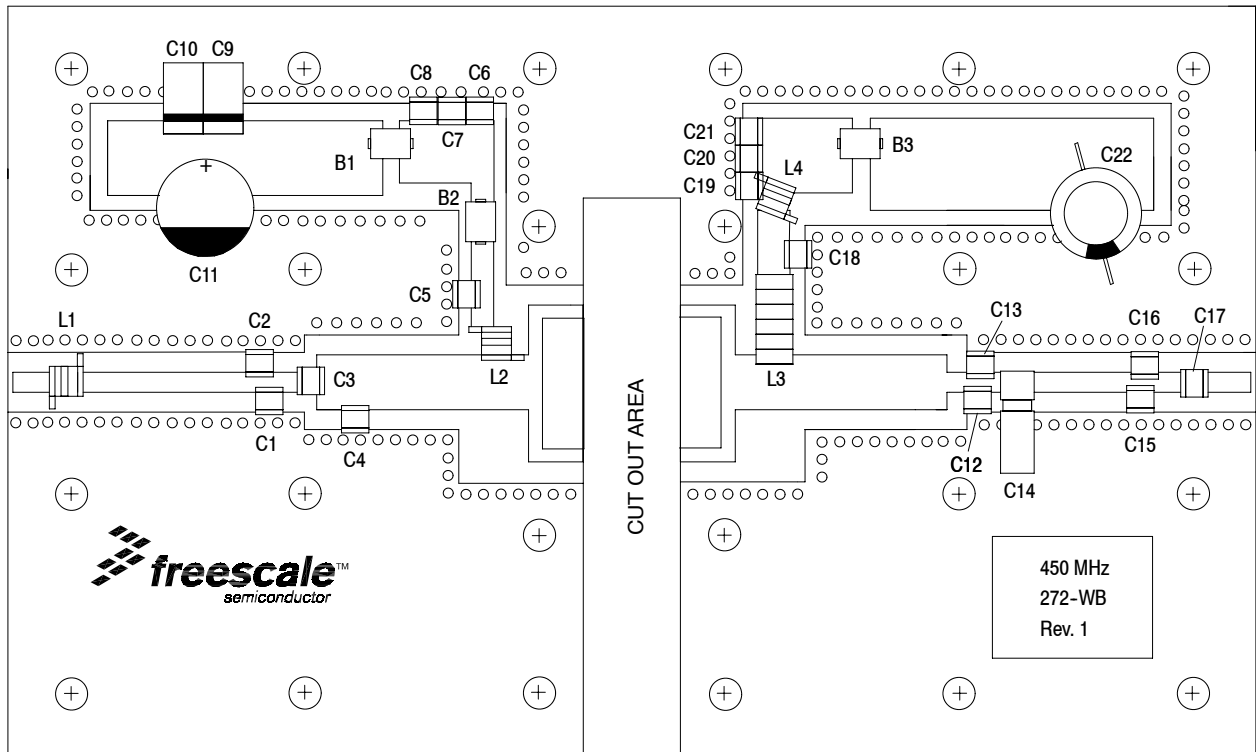 C10 C9
C8 C6
C7
B1
B2
+
C11
C5
L1
C2
C3
L2
C1
C4
C21
C20
C19
L4
B3
C22
C18
C13
C16
C17
L3
C12
C15
C14
CUT OUT AREA
freescale™
semiconductor
450 MHz
272-WB
Rev. 1